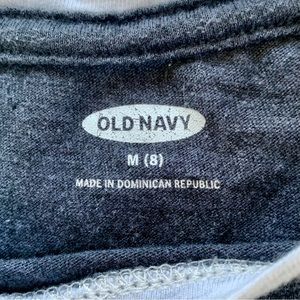 OLD NAVY
M (8)
MADE IN DOMINICAN REPUBLIC